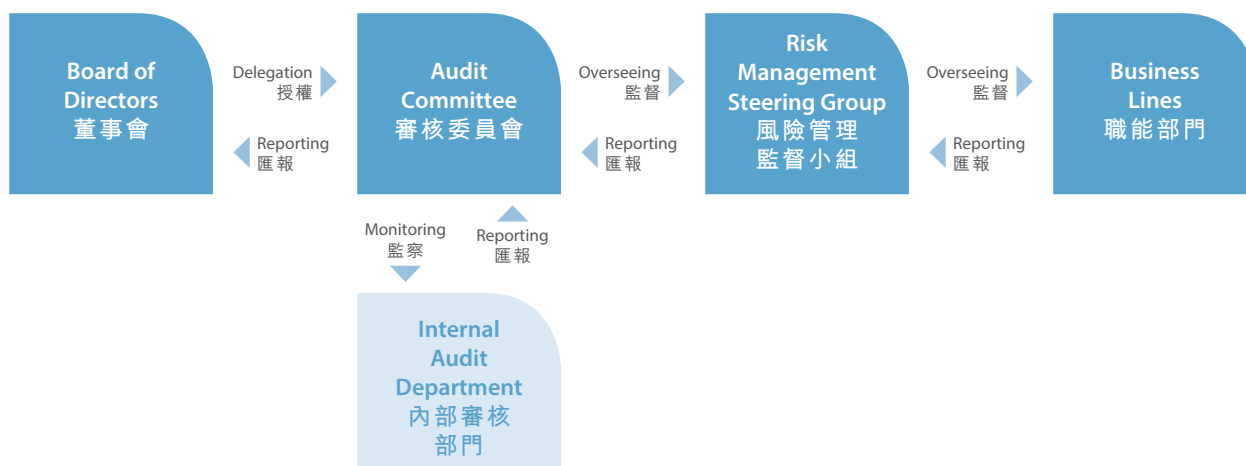 Board of
Directors
董事會
Delegation
授權
Reporting
匯報
Audit
Committee
審核委員會
Overseeing
監督
Reporting
匯報
Risk
Management
Steering Group
風險管理
監督小組
Overseeing
監督
Reporting
匯報
Business
Lines
職能部門
Monitoring
監察
Reporting
匯報
Internal
Audit
Department
內部審核
部門